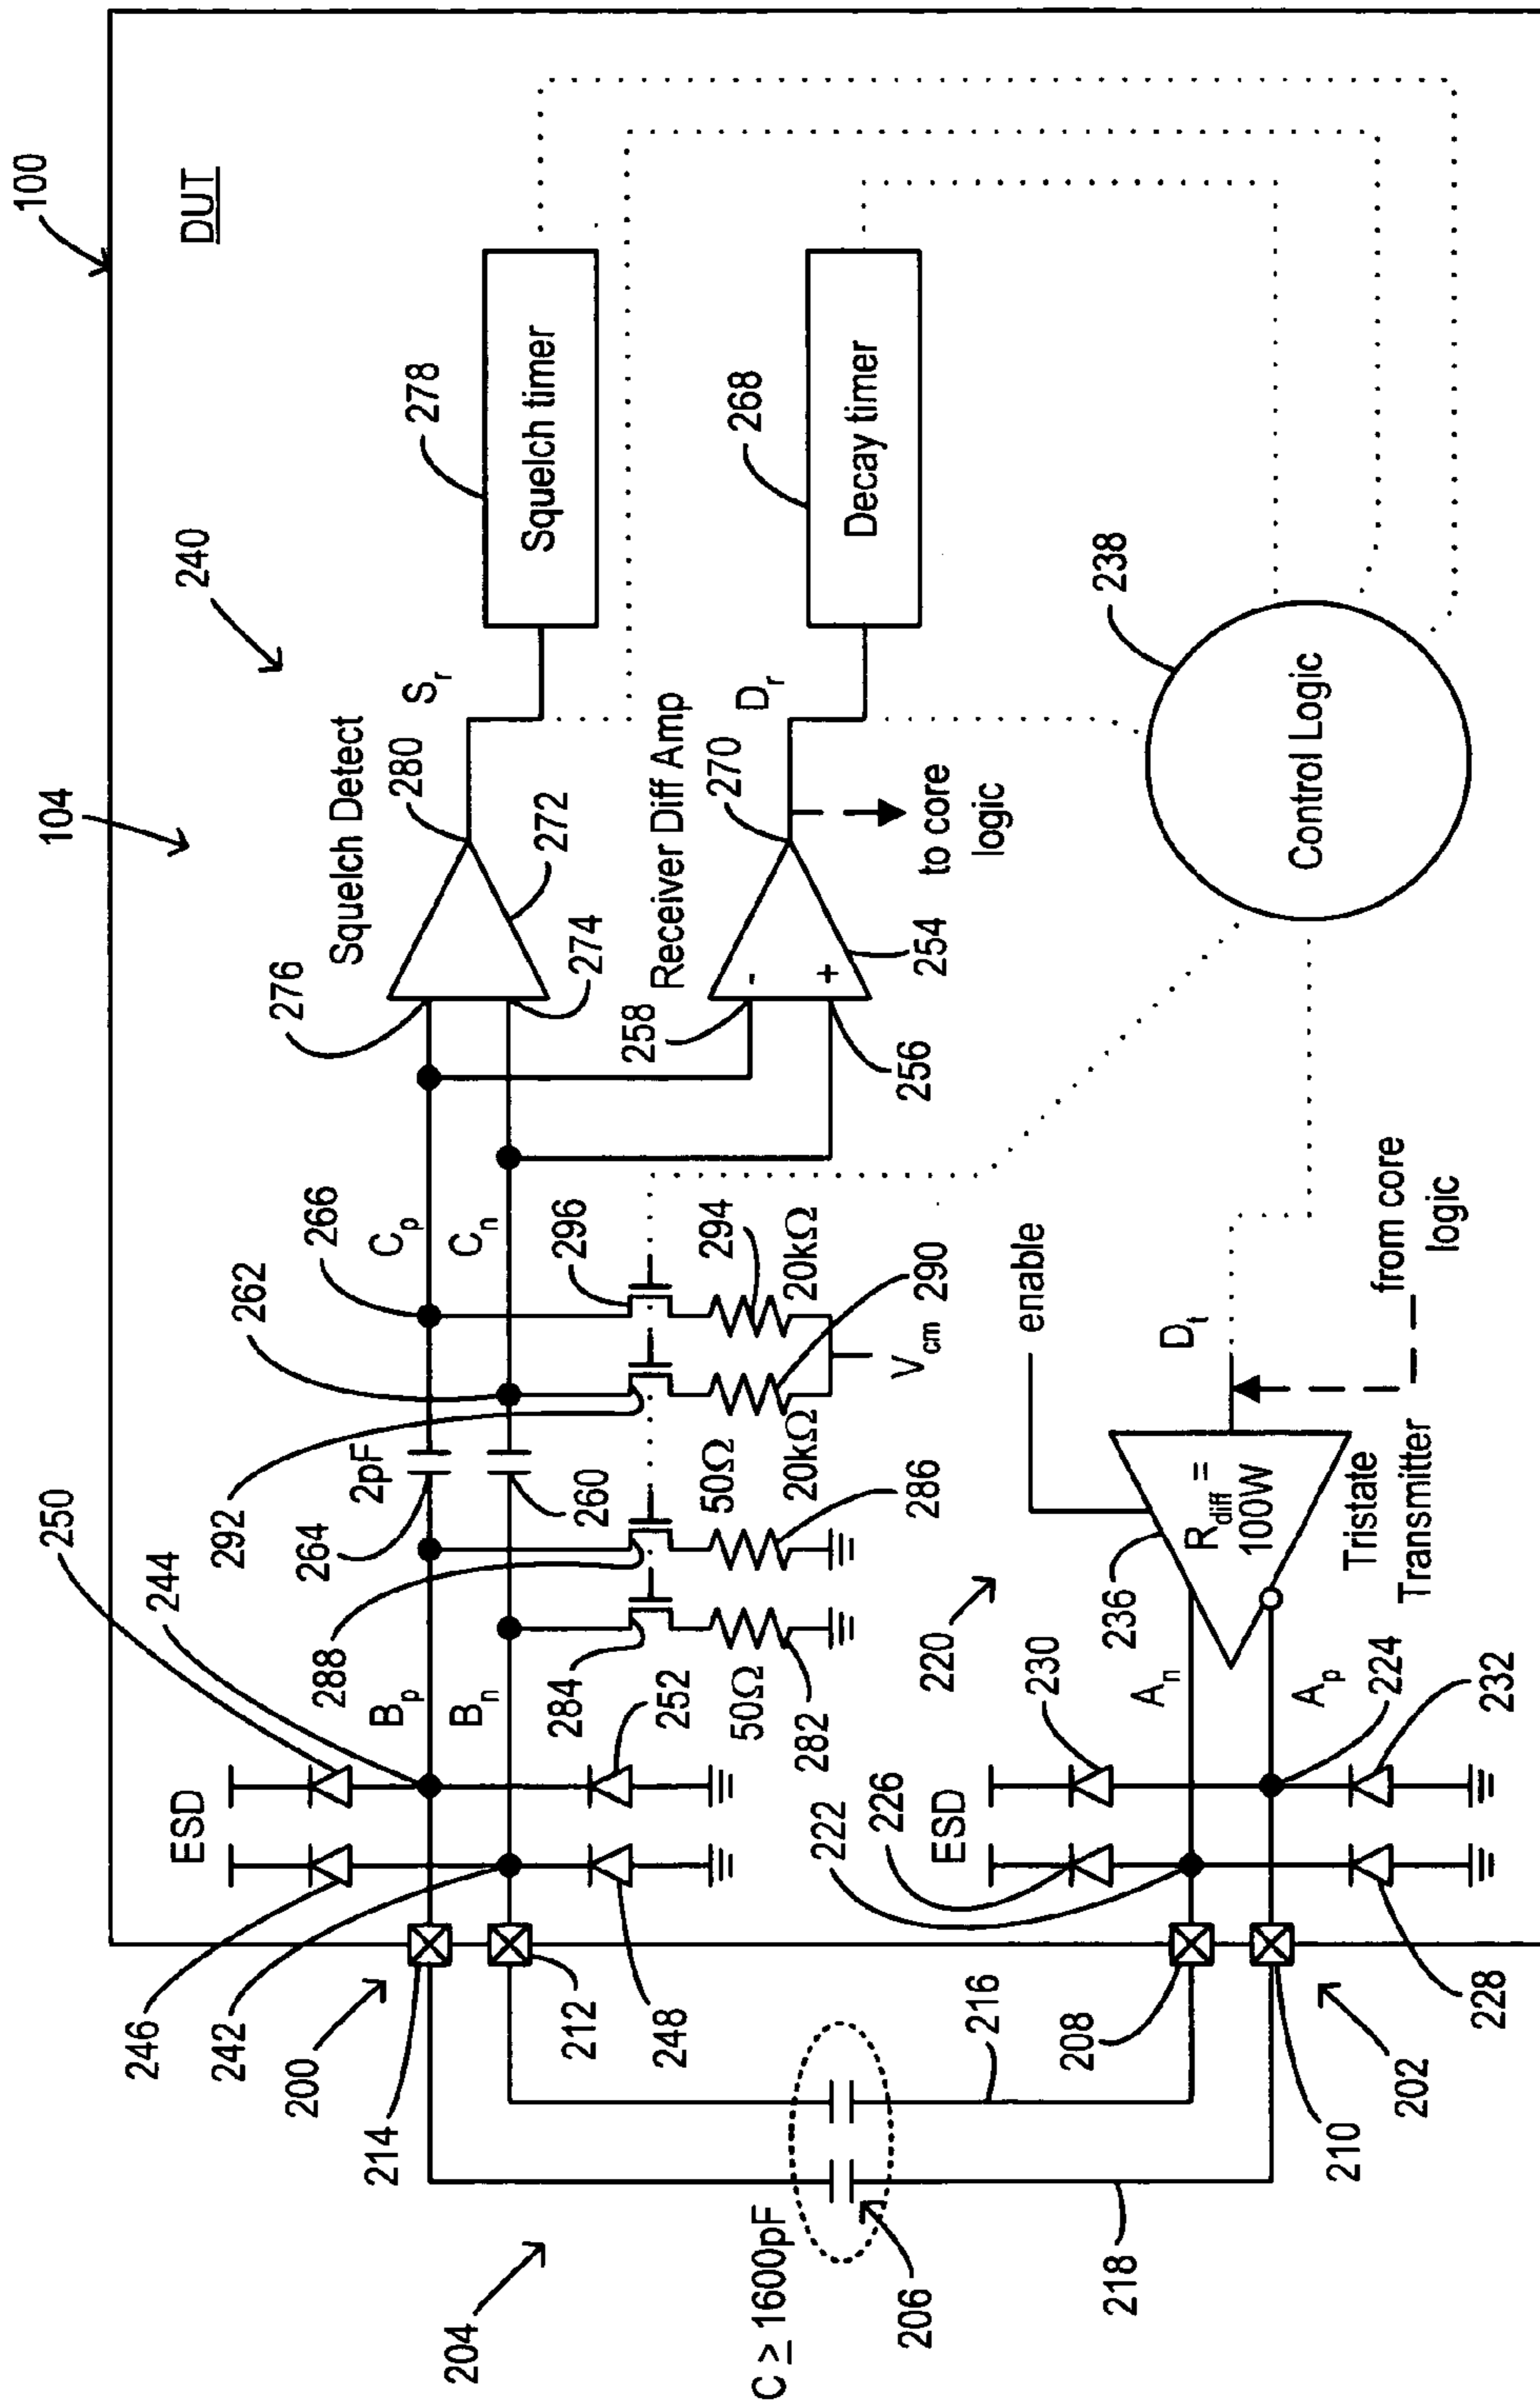 100
DUT
104
240
278
Squelch timer
268
Decay timer
Squelch Detect
S_r
280
272
276
274
Receiver Diff Amp
D_r
270
to core
logic
258
-
+
254
256
238
Control Logic
250
244
264
2pF
292
260
262
266
C_p
C_n
296
294
20kΩ
290
V_cm
288
284
50Ω
20kΩ
286
B_p
B_n
50Ω
282
252
ESD
246
242
200
214
212
248
204
C ≥ 1600pF
206
216
218
208
210
202
220
enable
D_t
from core
logic
R_diff =
100W
236
Tristate
Transmitter
A_n
A_p
230
224
232
ESD
222
226
228